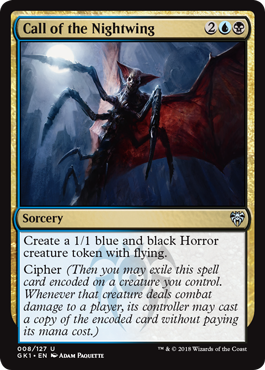 Call of the Nightwing 2
Sorcery
Create a 1/1 blue and black Horror
creature token with flying.
Cipher (Then you may exile this spell
card encoded on a creature you control.
Whenever that creature deals combat
damage to a player, its controller may
cast a copy of the encoded card without paying
its mana cost.)
008/127 U
GK1 • EN Adam Paquette ™ & © 2018 Wizards of the Coast